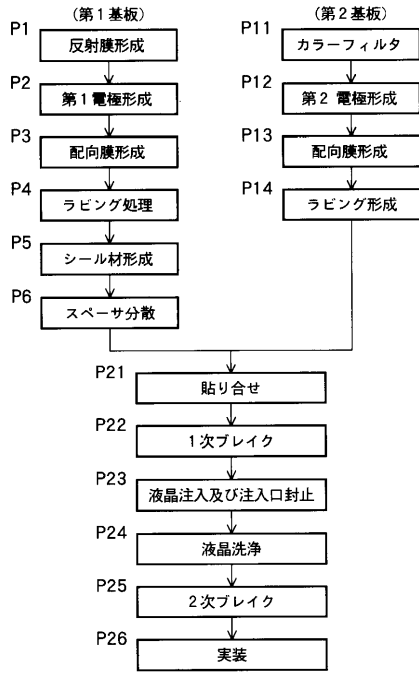 (第1基板)
P1
反射膜形成
P2
第1電極形成
P3
配向膜形成
P4
ラビング処理
P5
シール材形成
P6
スペーサ分散
(第2基板)
P11
カラーフィルタ
P12
第2 電極形成
P13
配向膜形成
P14
ラビング形成
P21
貼り合せ
P22
1次ブレイク
P23
液晶注入及び注入口封止
P24
液晶洗浄
P25
2次ブレイク
P26
実装